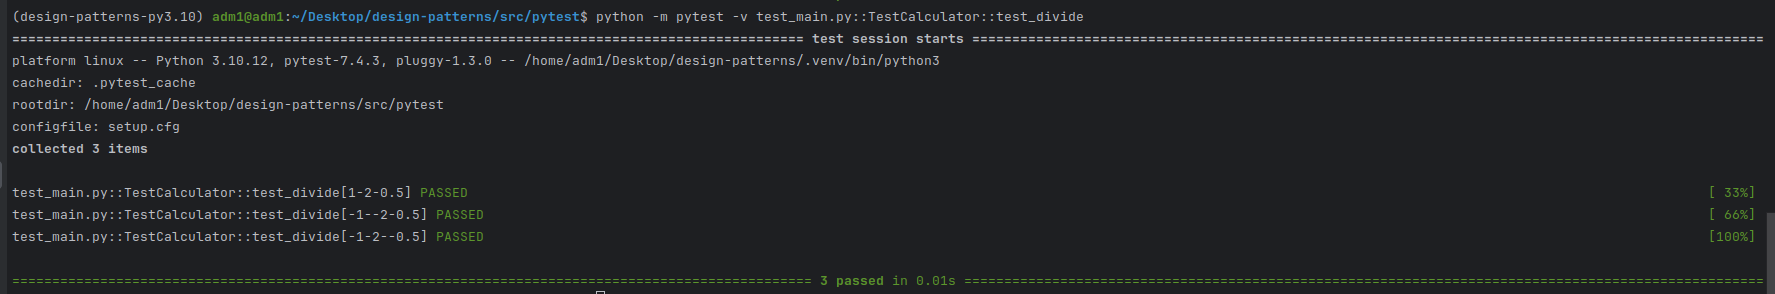 (design-patterns-py3.10) adm1@adm1:~/Desktop/design-patterns/src/pytest$ python -m pytest -v test_main.py::TestCalculator::test_divide
=================================================================================================== test session starts ===================================================================================================
platform linux -- Python 3.10.12, pytest-7.4.3, pluggy-1.3.0 -- /home/adm1/Desktop/design-patterns/.venv/bin/python3
cachedir: .pytest_cache
rootdir: /home/adm1/Desktop/design-patterns/src/pytest
configfile: setup.cfg
collected 3 items
test_main.py::TestCalculator::test_divide[1-2-0.5] PASSED [ 33%]
test_main.py::TestCalculator::test_divide[-1--2-0.5] PASSED [ 66%]
test_main.py::TestCalculator::test_divide[-1-2--0.5] PASSED [100%]
==================================================================================================== 3 passed in 0.01s ====================================================================================================